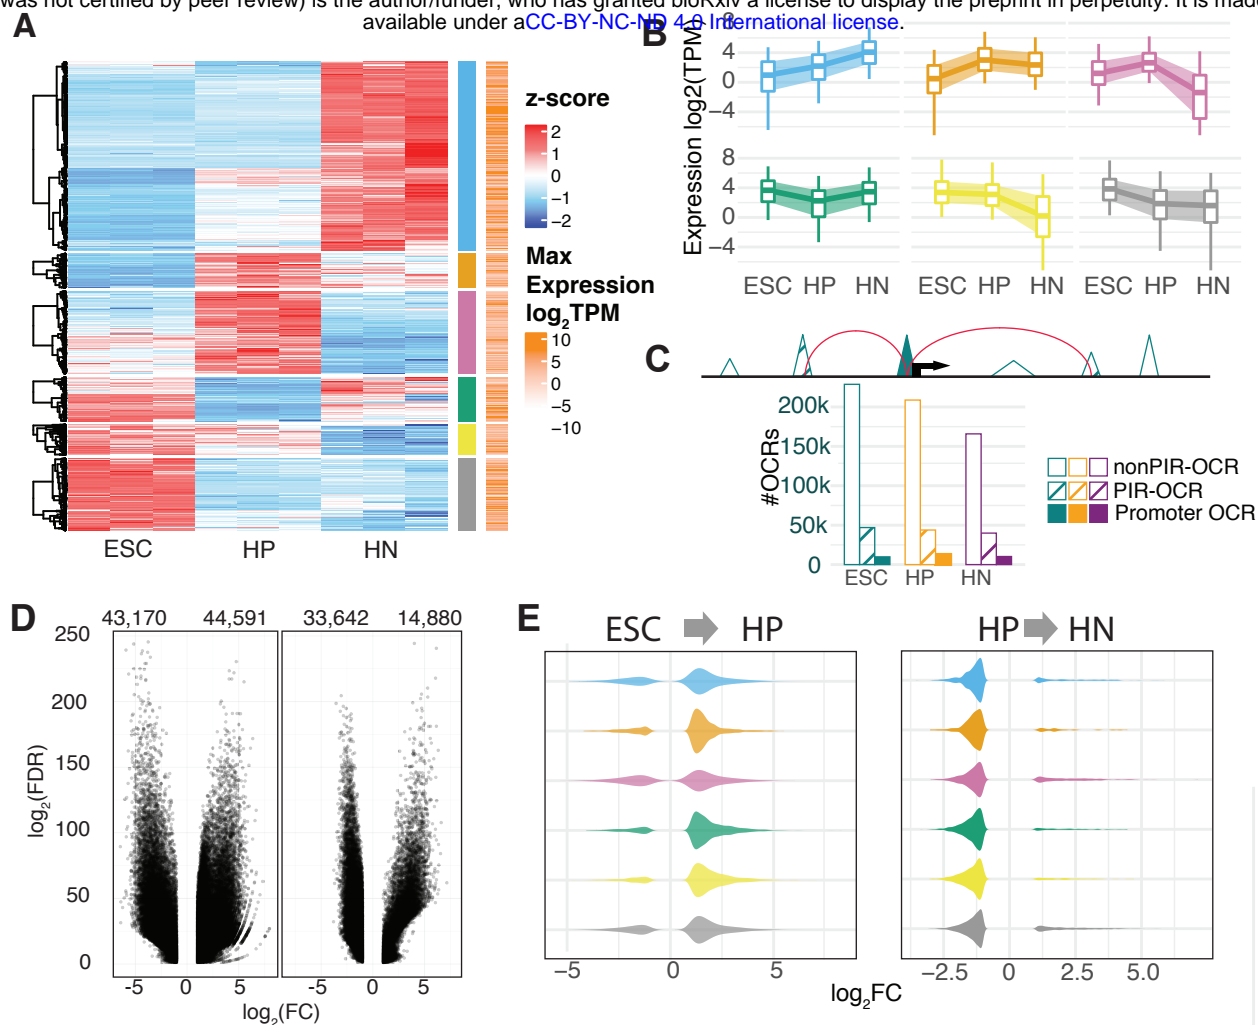 was not certified by peer review) is the author/funder, who has granted bioRxiv a license to display the preprint in perpetuity. It is made
available under aCC-BY-NC-ND 4.0 International license.
A
z-score
2
1
0
−1
−2
Max
Expression
log2TPM
10
5
0
−5
−10
ESC HP HN
B
Expression log2(TPM)
8
4
0
−4
8
4
0
−4
ESC HP HN ESC HP HN ESC HP HN
C
#OCRs
200k
150k
100k
50k
0
ESC HP HN
nonPIR-OCR
PIR-OCR
Promoter OCR
D
43,170 44,591 33,642 14,880
log2(FDR)
250
200
150
100
50
0
-5 0 5 -5 0 5
log2(FC)
E
ESC HP HP HN
−5 0 5 −2.5 0 2.5 5.0
log2FC